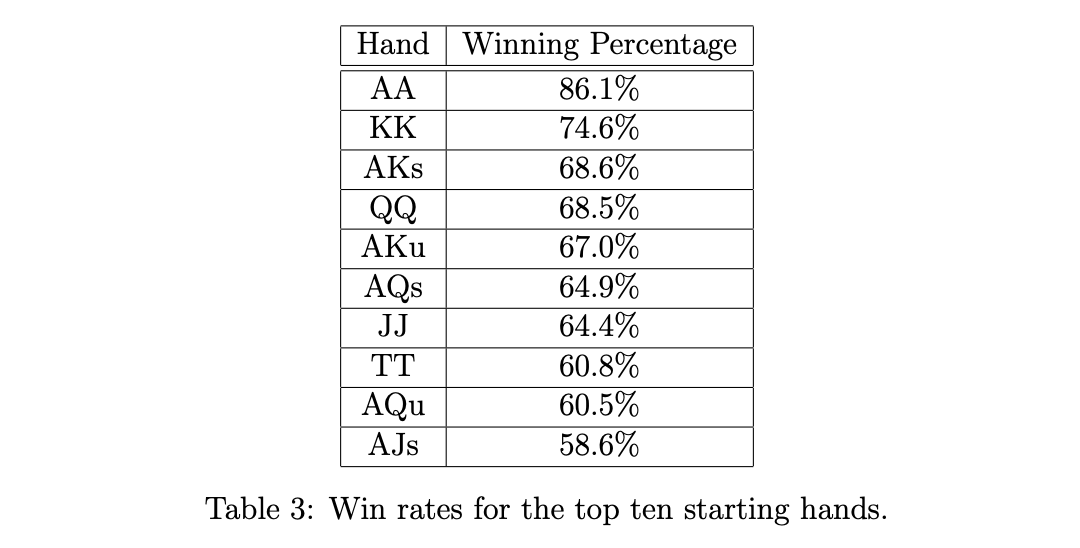 Hand Winning Percentage
AA 86.1%
KK 74.6%
AKs 68.6%
QQ 68.5%
AKu 67.0%
AQs 64.9%
JJ 64.4%
TT 60.8%
AQu 60.5%
AJs 58.6%
Table 3: Win rates for the top ten starting hands.